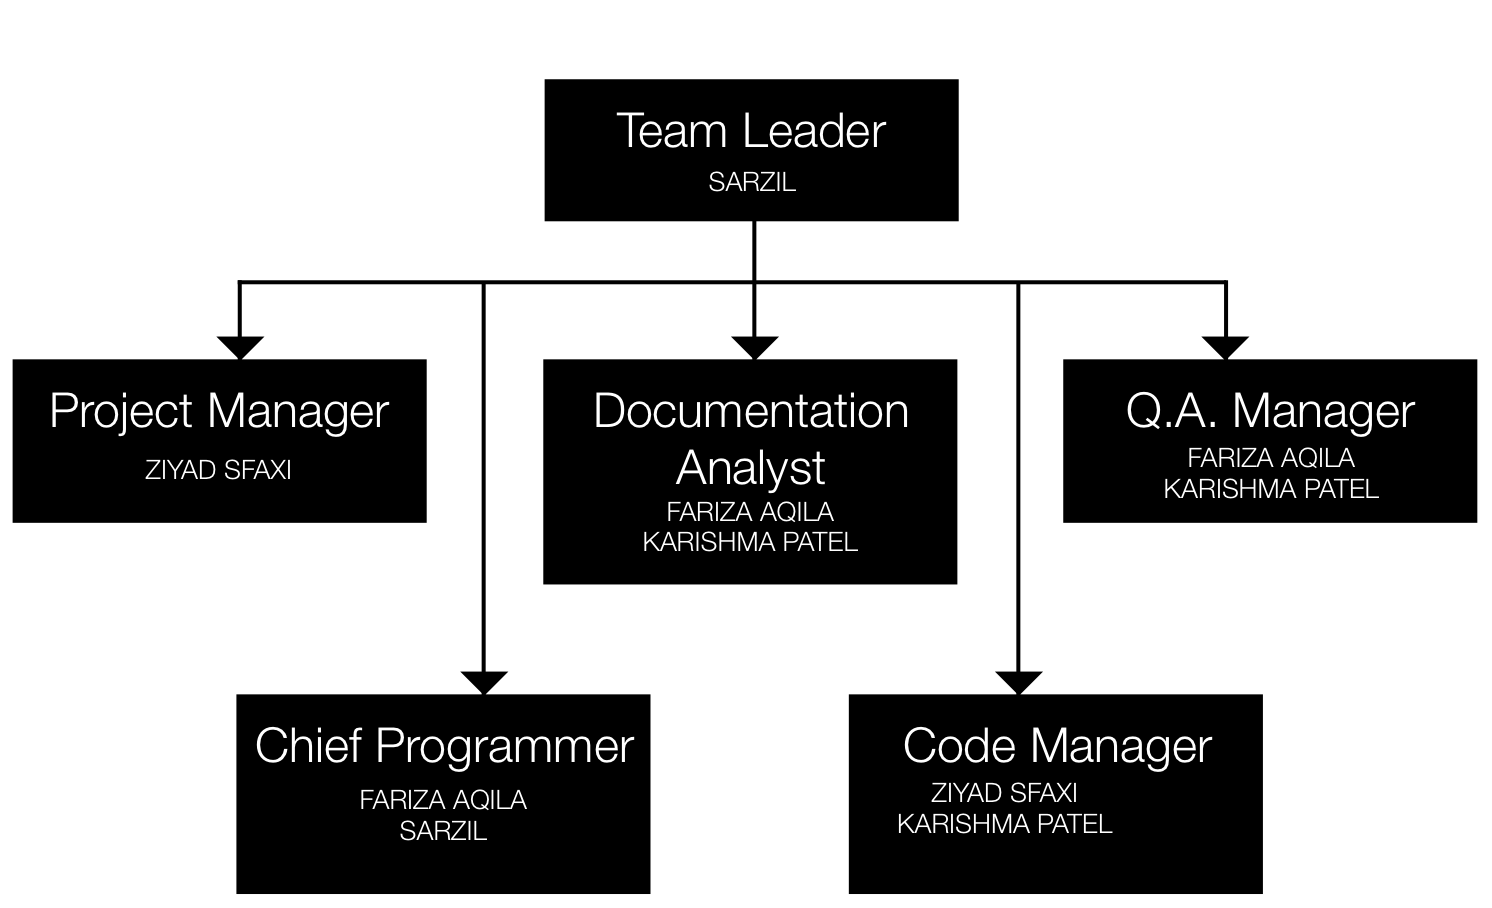 Team Leader
SARZIL
Project Manager
ZIYAD SFAXI
Documentation
Analyst
FARIZA AQILA
KARISHMA PATEL
Q.A. Manager
FARIZA AQILA
KARISHMA PATEL
Chief Programmer
FARIZA AQILA
SARZIL
Code Manager
ZIYAD SFAXI
KARISHMA PATEL